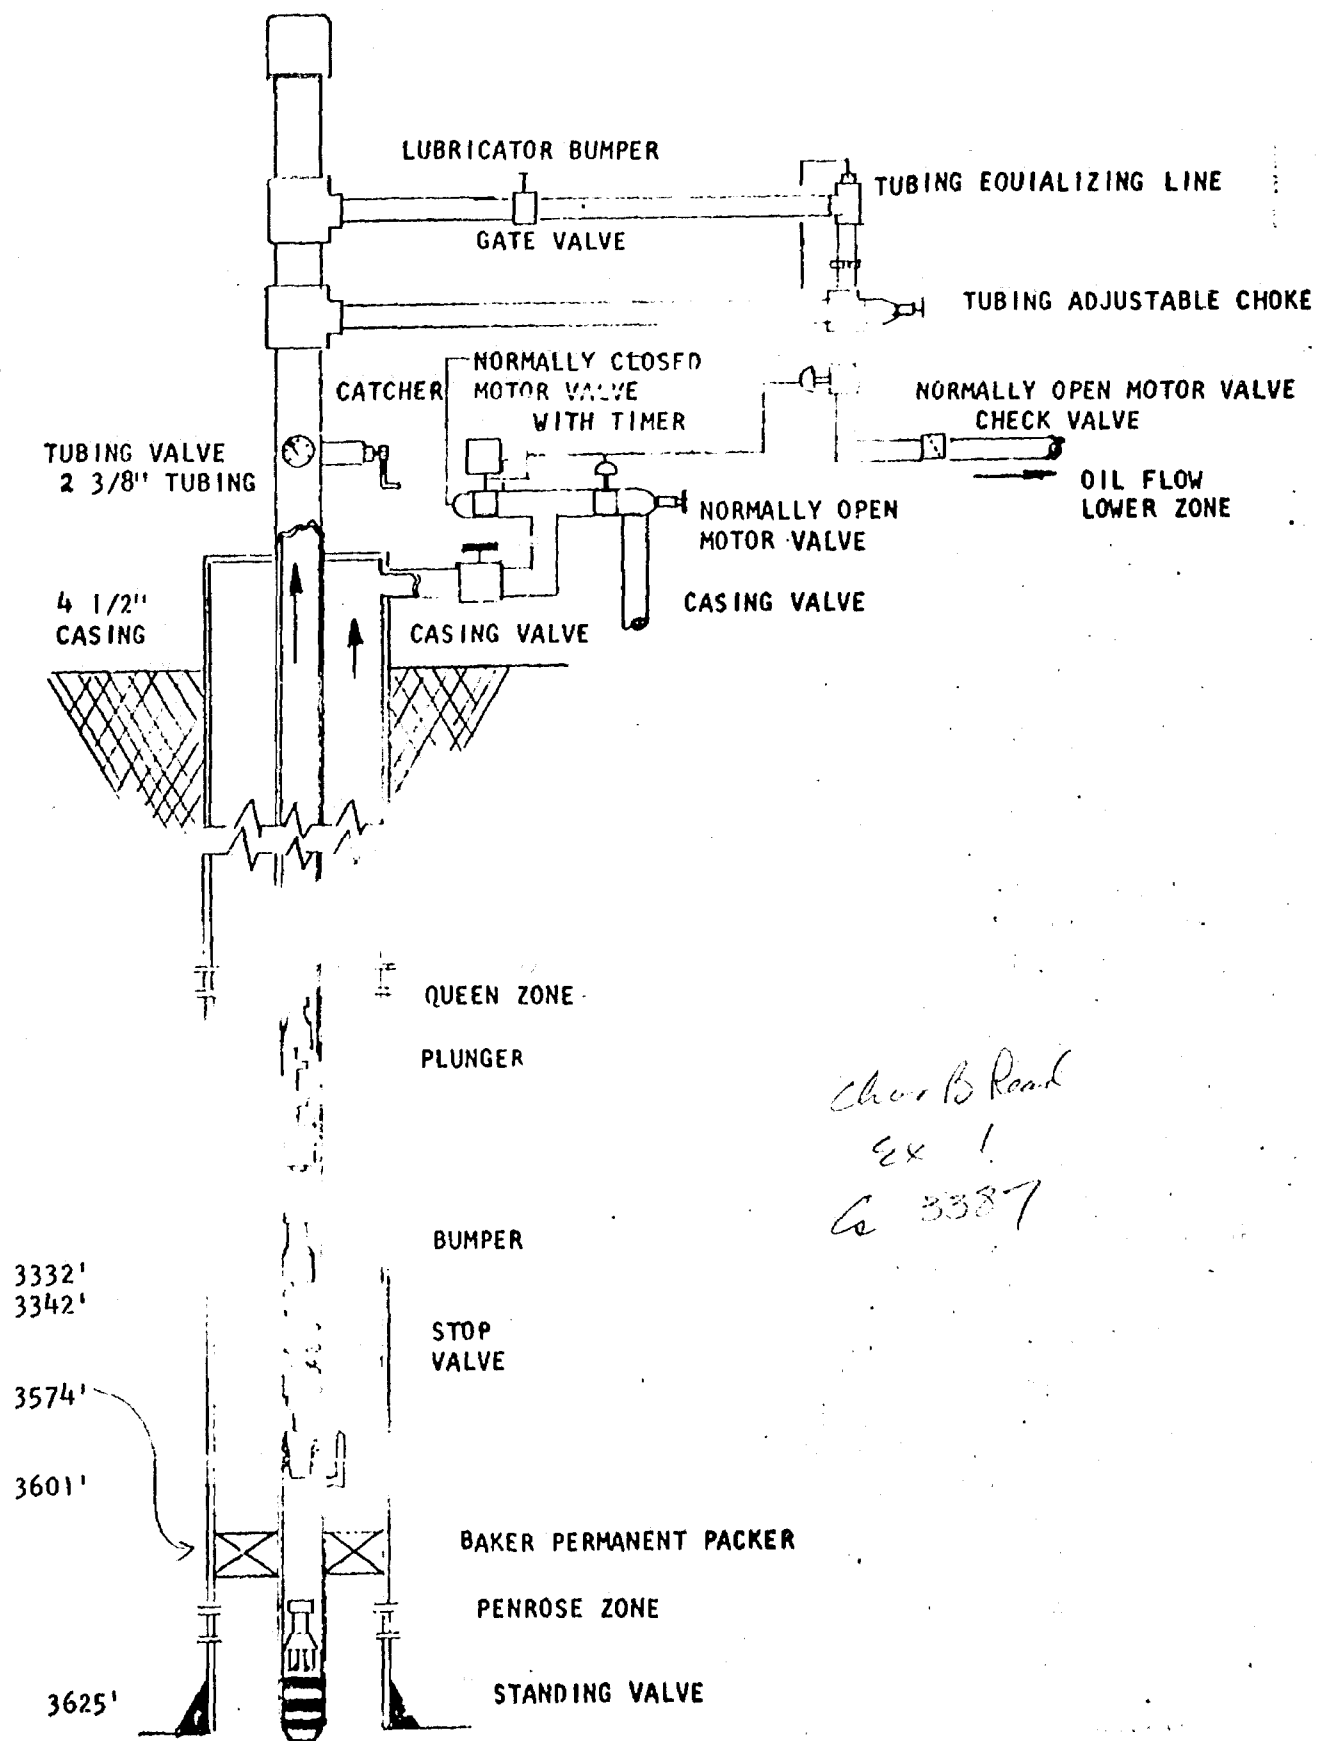 LUBRICATOR BUMPER
TUBING EQUIALIZING LINE
GATE VALVE
TUBING ADJUSTABLE CHOKE
NORMALLY CLOSED
MOTOR VALVE
WITH TIMER
CATCHER
NORMALLY OPEN MOTOR VALVE
CHECK VALVE
TUBING VALVE
2 3/8" TUBING
OIL FLOW
LOWER ZONE
NORMALLY OPEN
MOTOR VALVE
4 1/2"
CASING
CASING VALVE
CASING VALVE
QUEEN ZONE
PLUNGER
Ex 1
3387
BUMPER
3332'
3342'
STOP
VALVE
3574'
3601'
BAKER PERMANENT PACKER
PENROSE ZONE
3625'
STANDING VALVE